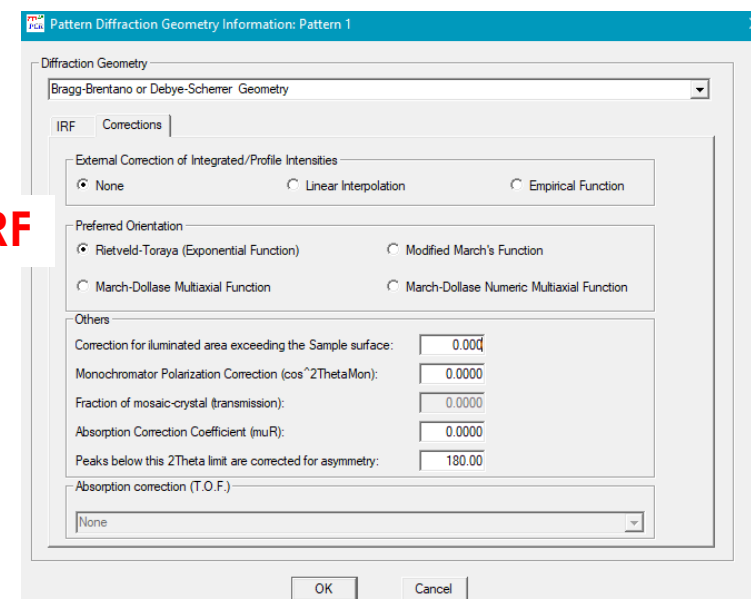 Pattern Diffraction Geometry Information: Pattern 1
Diffraction Geometry
Bragg-Brentano or Debye-Scherrer Geometry
IRF Corrections
External Correction of Integrated/Profile Intensities
None Linear Interpolation Empirical Function
RF
Preferred Orientation
Rietveld-Toraya (Exponential Function) Modified March's Function
March-Dollase Multiaxial Function March-Dollase Numeric Multiaxial Function
Others
Correction for iluminated area exceeding the Sample surface: 0.000
Monochromator Polarization Correction (cos^2ThetaMon): 0.0000
Fraction of mosaic-crystal (transmission): 0.0000
Absorption Correction Coefficient (muR): 0.0000
Peaks below this 2Theta limit are corrected for asymmetry: 180.00
Absorption correction (T.O.F.)
None
OK Cancel